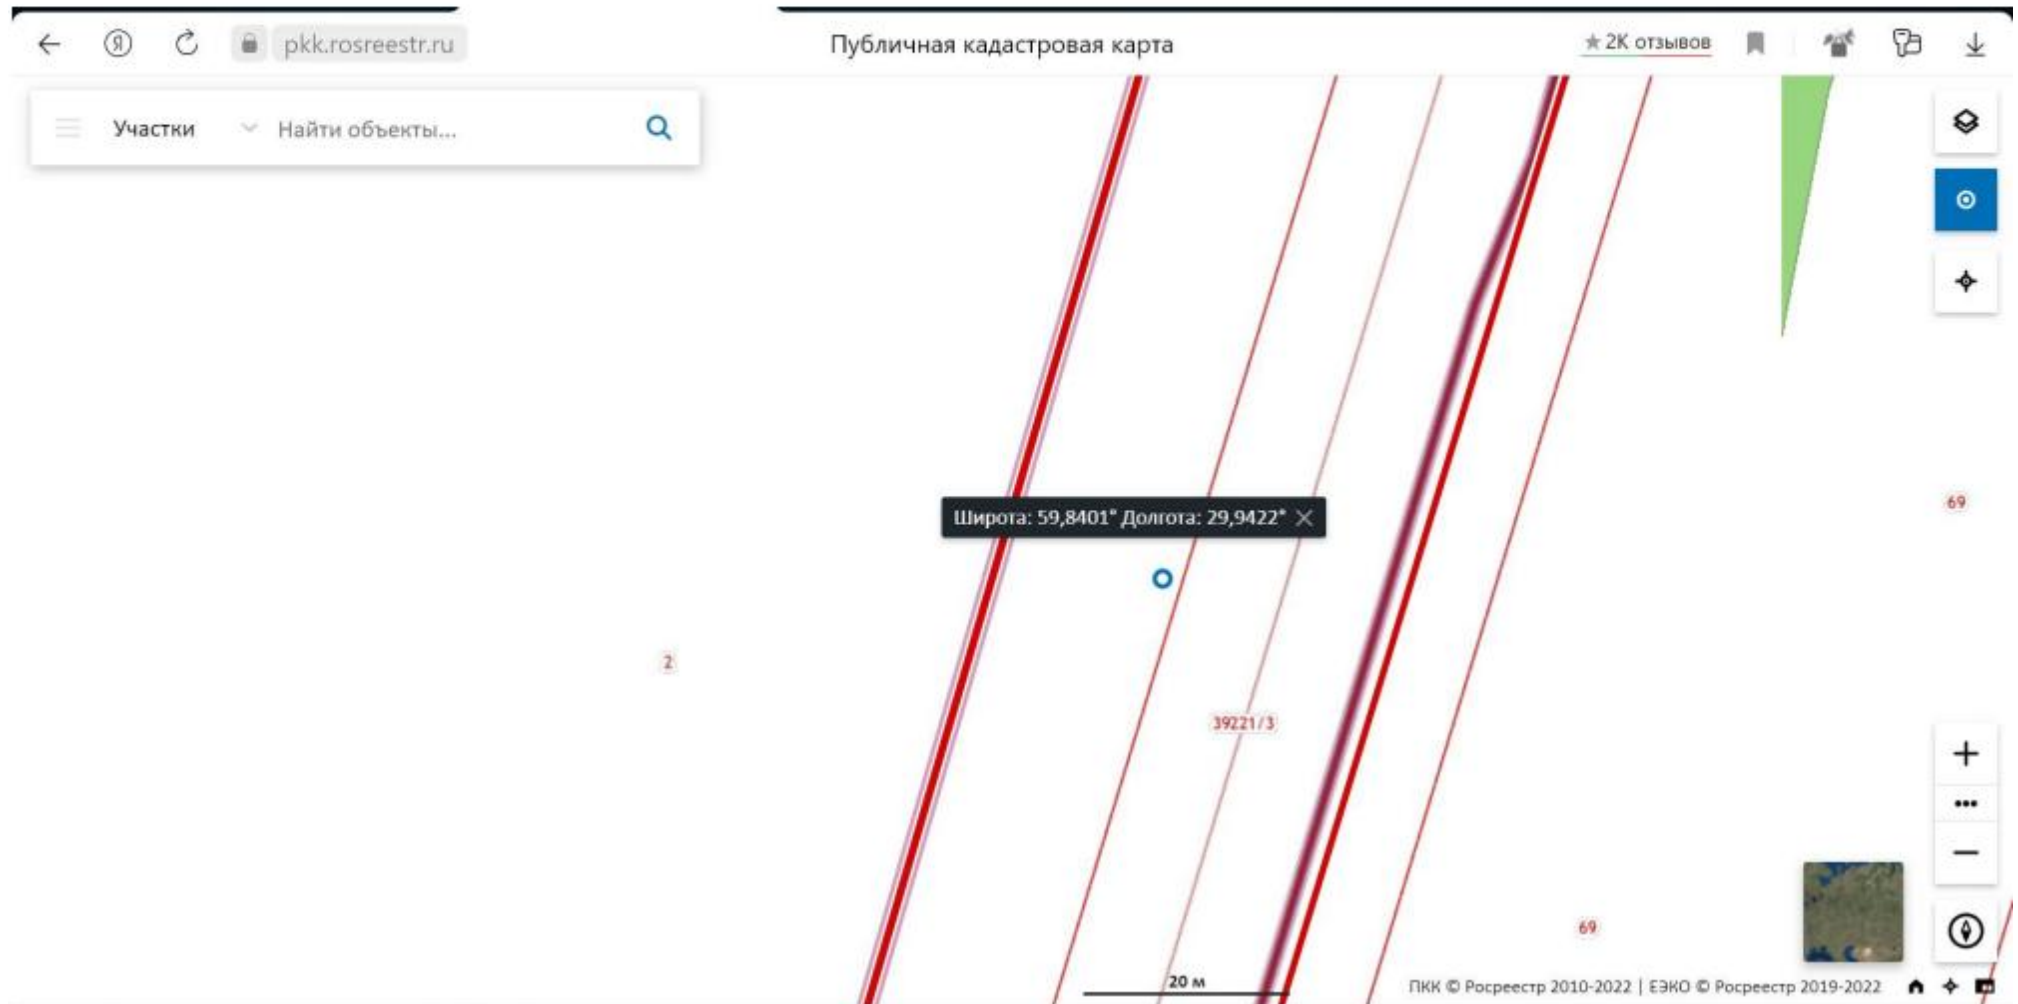 Я pkk.rosreestr.ru Публичная кадастровая карта ★ 2К отзывов
Участки Найти объекты...
Широта: 59,8401° Долгота: 29,9422°
69
2
39221/3
69
20 м
ПКК © Росреестр 2010-2022 | ЕЭКО © Росреестр 2019-2022